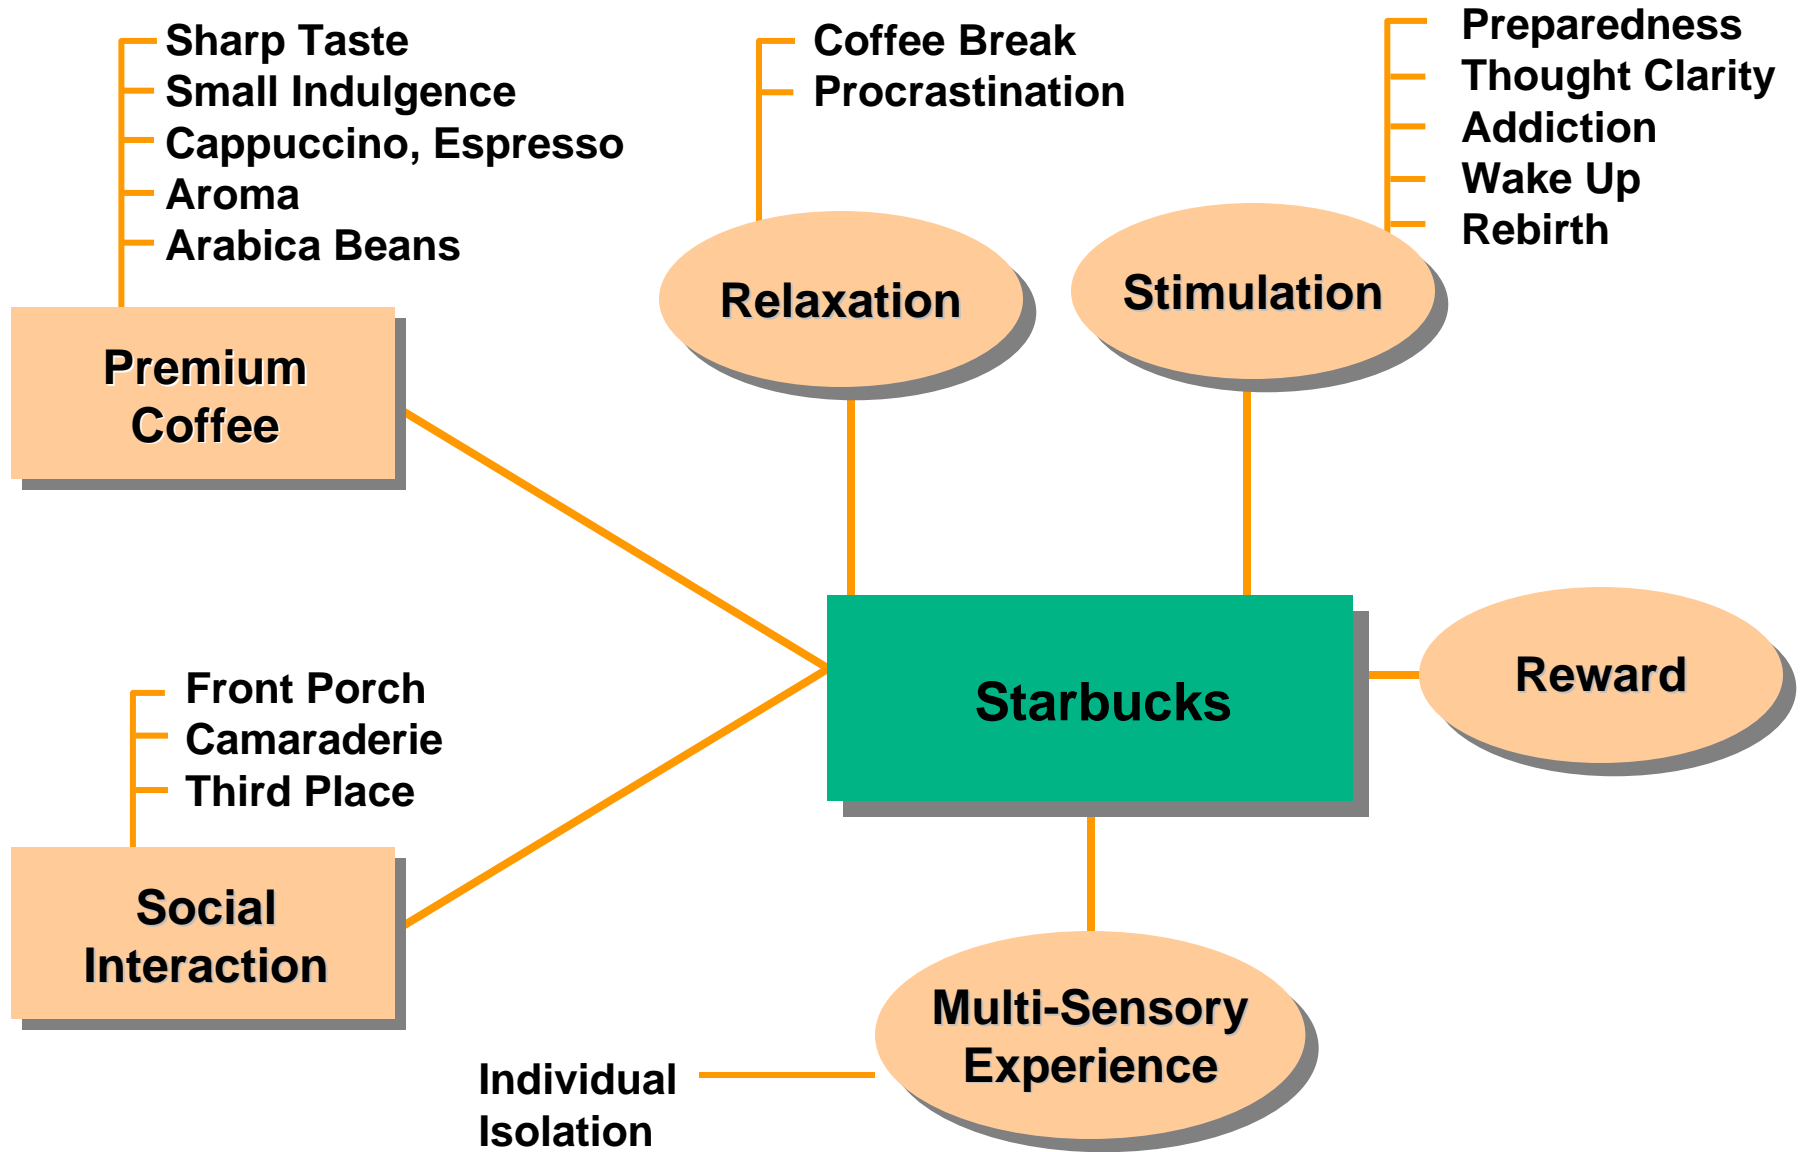 Sharp Taste
Small Indulgence
Cappuccino, Espresso
Aroma
Arabica Beans
Premium
Coffee
Coffee Break
Procrastination
Relaxation
Preparedness
Thought Clarity
Addiction
Wake Up
Rebirth
Stimulation
Front Porch
Camaraderie
Third Place
Social
Interaction
Starbucks
Reward
Multi-Sensory
Experience
Individual
Isolation